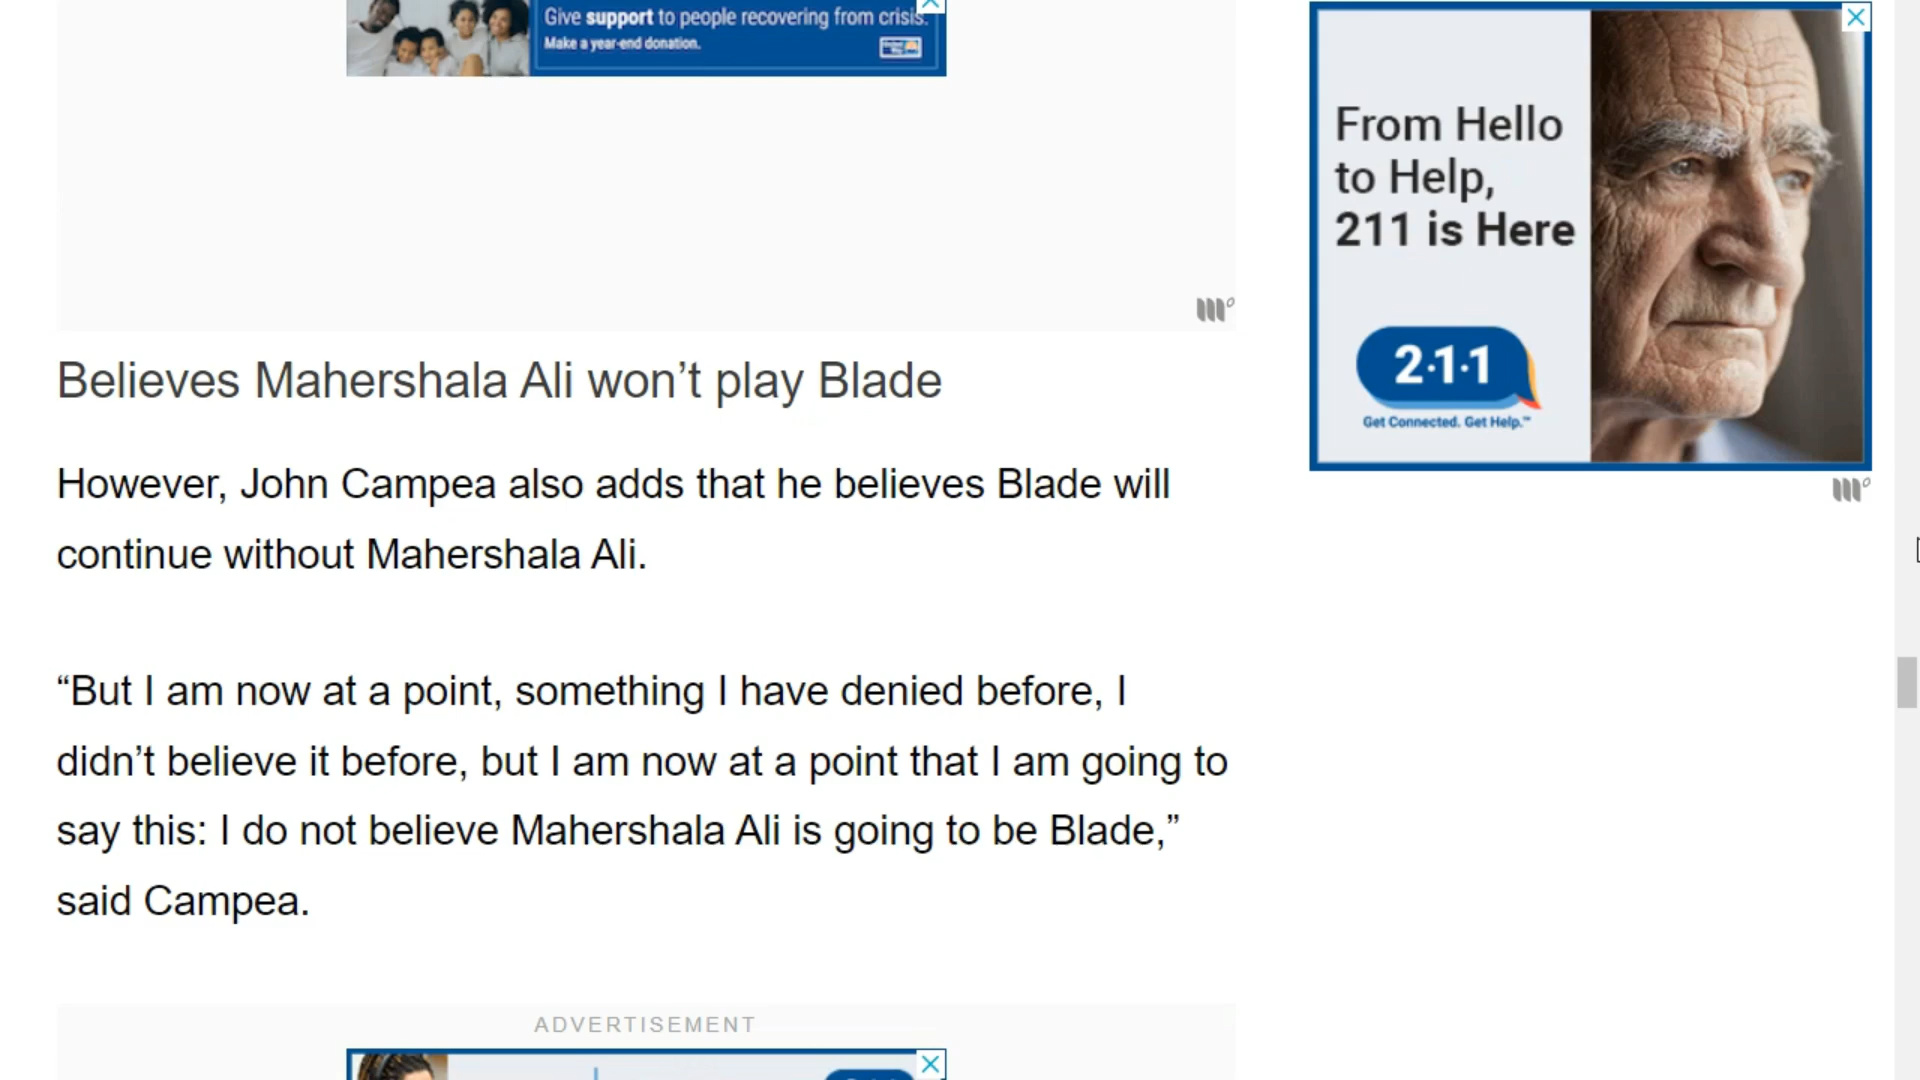 Give support to people recovering from crisis.
Make a year-end donation.
From Hello
to Help,
211 is Here
2·1·1
Get Connected. Get Help.™
Believes Mahershala Ali won’t play Blade
However, John Campea also adds that he believes Blade will
continue without Mahershala Ali.
“But I am now at a point, something I have denied before, I
didn’t believe it before, but I am now at a point that I am going to
say this: I do not believe Mahershala Ali is going to be Blade,”
said Campea.
ADVERTISEMENT